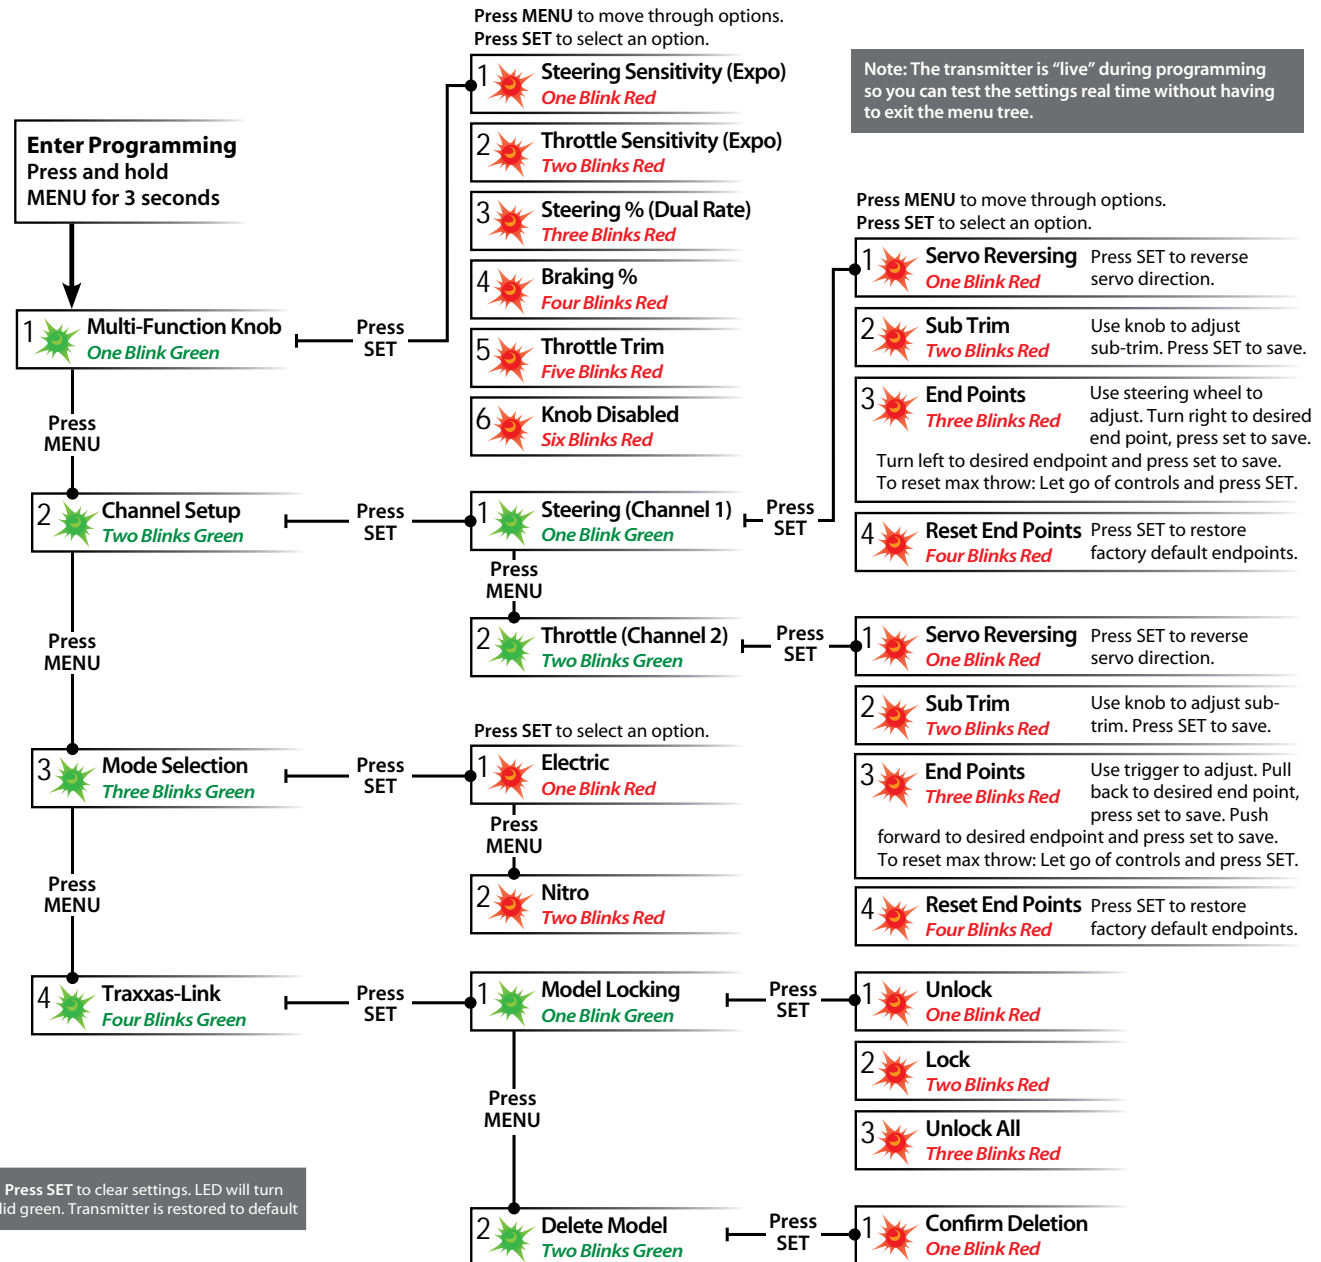 Press MENU to move through options.
Press SET to select an option.
1 Steering Sensitivity (Expo)
One Blink Red
2 Throttle Sensitivity (Expo)
Two Blinks Red
3 Steering % (Dual Rate)
Three Blinks Red
4 Braking %
Four Blinks Red
5 Throttle Trim
Five Blinks Red
6 Knob Disabled
Six Blinks Red
Note: The transmitter is “live” during programming
so you can test the settings real time without having
to exit the menu tree.
Enter Programming
Press and hold
MENU for 3 seconds
1 Multi-Function Knob
One Blink Green
Press
SET
Press
MENU
2 Channel Setup
Two Blinks Green
Press
SET
1 Steering (Channel 1)
One Blink Green
Press
SET
Press
MENU
2 Throttle (Channel 2)
Two Blinks Green
Press
SET
Press MENU to move through options.
Press SET to select an option.
1 Servo Reversing
One Blink Red
Press SET to reverse
servo direction.
2 Sub Trim
Two Blinks Red
Use knob to adjust
sub-trim. Press SET to save.
3 End Points
Three Blinks Red
Use steering wheel to
adjust. Turn right to desired
end point, press set to save.
Turn left to desired endpoint and press set to save.
To reset max throw: Let go of controls and press SET.
4 Reset End Points
Four Blinks Red
Press SET to restore
factory default endpoints.
1 Servo Reversing
One Blink Red
Press SET to reverse
servo direction.
2 Sub Trim
Two Blinks Red
Use knob to adjust sub-
trim. Press SET to save.
3 End Points
Three Blinks Red
Use trigger to adjust. Pull
back to desired end point,
press set to save. Push
forward to desired endpoint and press set to save.
To reset max throw: Let go of controls and press SET.
4 Reset End Points
Four Blinks Red
Press SET to restore
factory default endpoints.
Press
MENU
3 Mode Selection
Three Blinks Green
Press
SET
Press SET to select an option.
1 Electric
One Blink Red
Press
MENU
2 Nitro
Two Blinks Red
Press
MENU
4 Traxxas-Link
Four Blinks Green
Press
SET
1 Model Locking
One Blink Green
Press
SET
1 Unlock
One Blink Red
2 Lock
Two Blinks Red
3 Unlock All
Three Blinks Red
Press
MENU
2 Delete Model
Two Blinks Green
Press
SET
1 Confirm Deletion
One Blink Red
Press SET to clear settings. LED will turn
lid green. Transmitter is restored to default